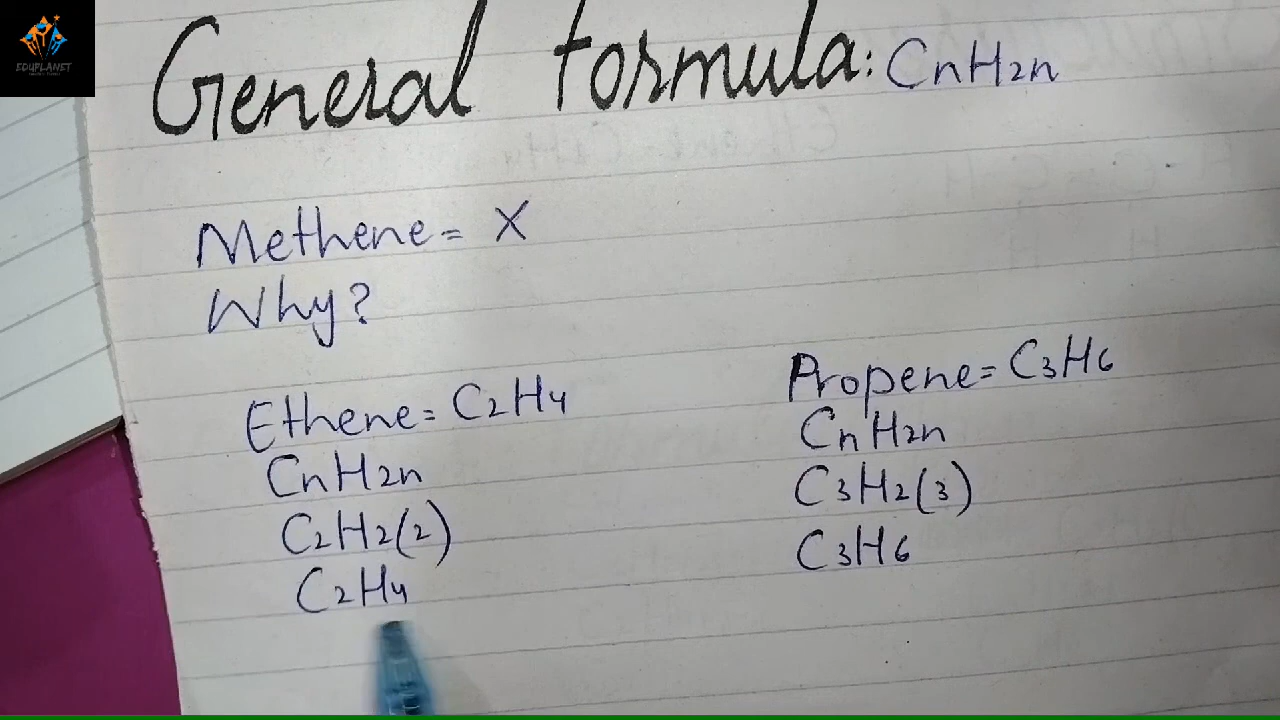 EDUPLANET
General formula: CnH2n
Methene = X
Why?
Ethene = C2H4
CnH2n
C2H2(2)
C2H4
Propene = C3H6
CnH2n
C3H2(3)
C3H6